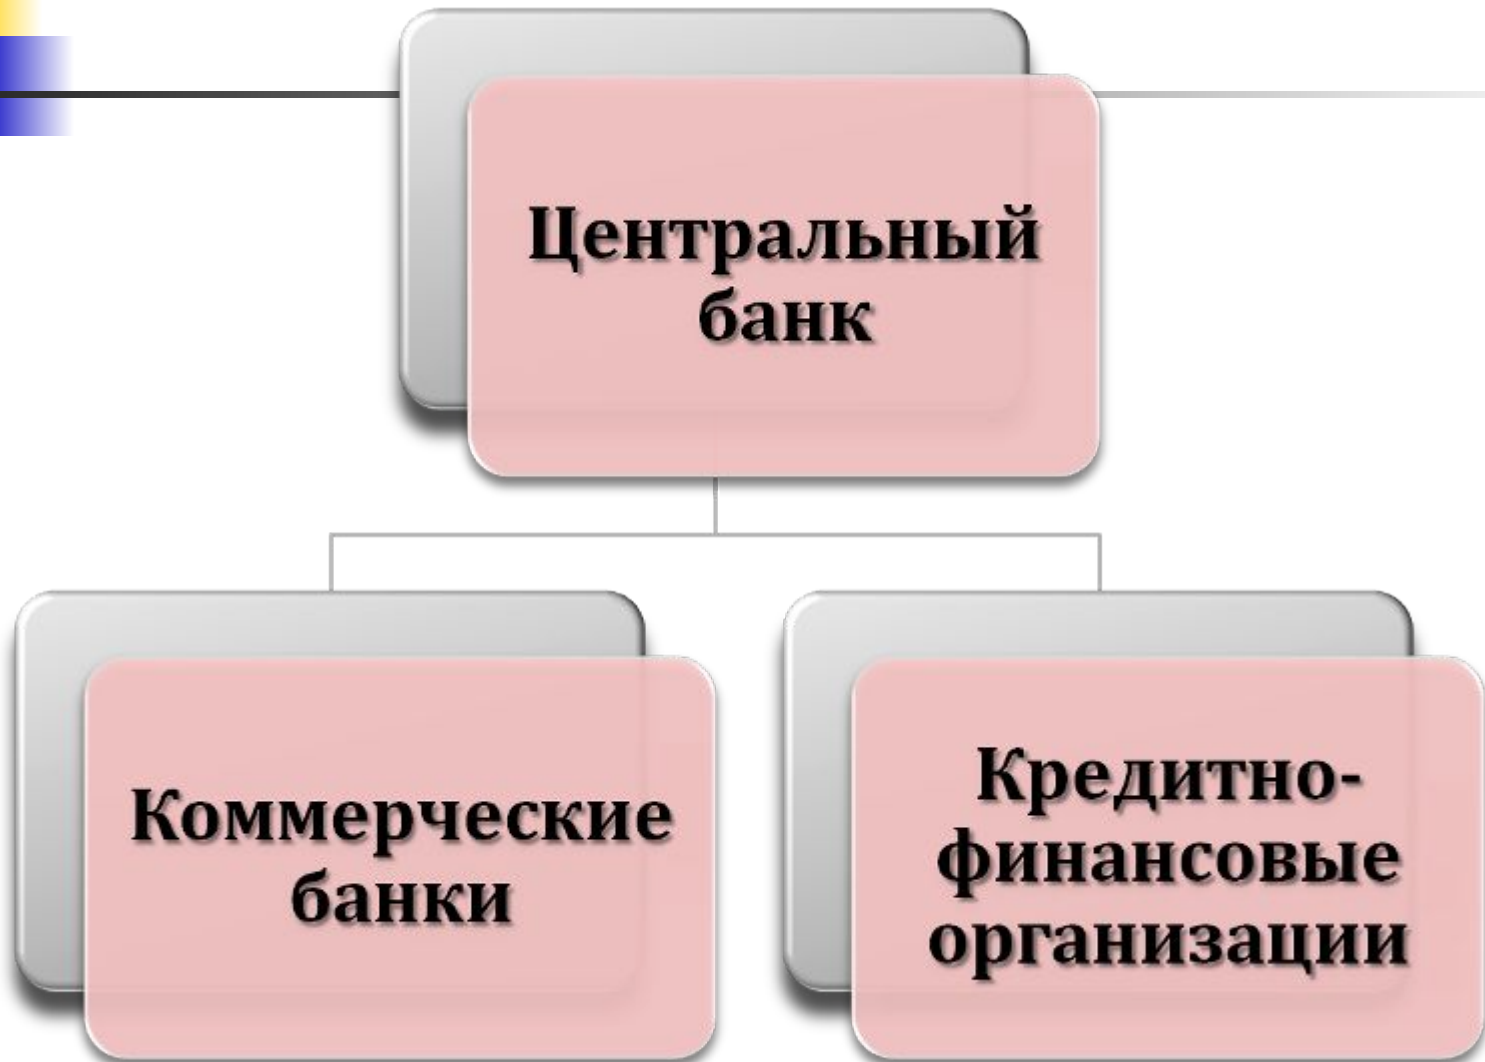 Центральный
банк
Коммерческие
банки
Кредитно-
финансовые
организации